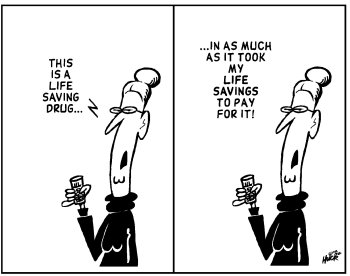 THIS
IS A
LIFE
SAVING
DRUG...
...IN AS MUCH
AS IT TOOK
MY
LIFE
SAVINGS
TO PAY
FOR IT!